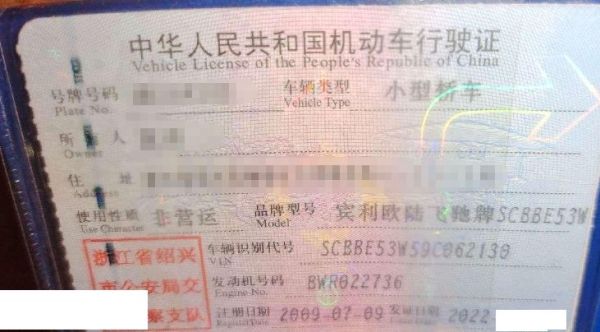 中华人民共和国机动车行驶证
Vehicle License of the People's Republic of China
号牌号码 车辆类型 小型轿车
Plate No. Vehicle Type
所 人
Owner
住 址
Address
使用性质 非营运 品牌型号 宾利欧陆飞驰牌SCBBE53W
Use Character Model
浙江省绍兴 车辆识别代号 SCBBE53W59C062130
VIN
市公安局交 发动机号码 BWR022736
Engine No.
察支队 注册日期 2009-07-09 发证日期 2022
Register Date